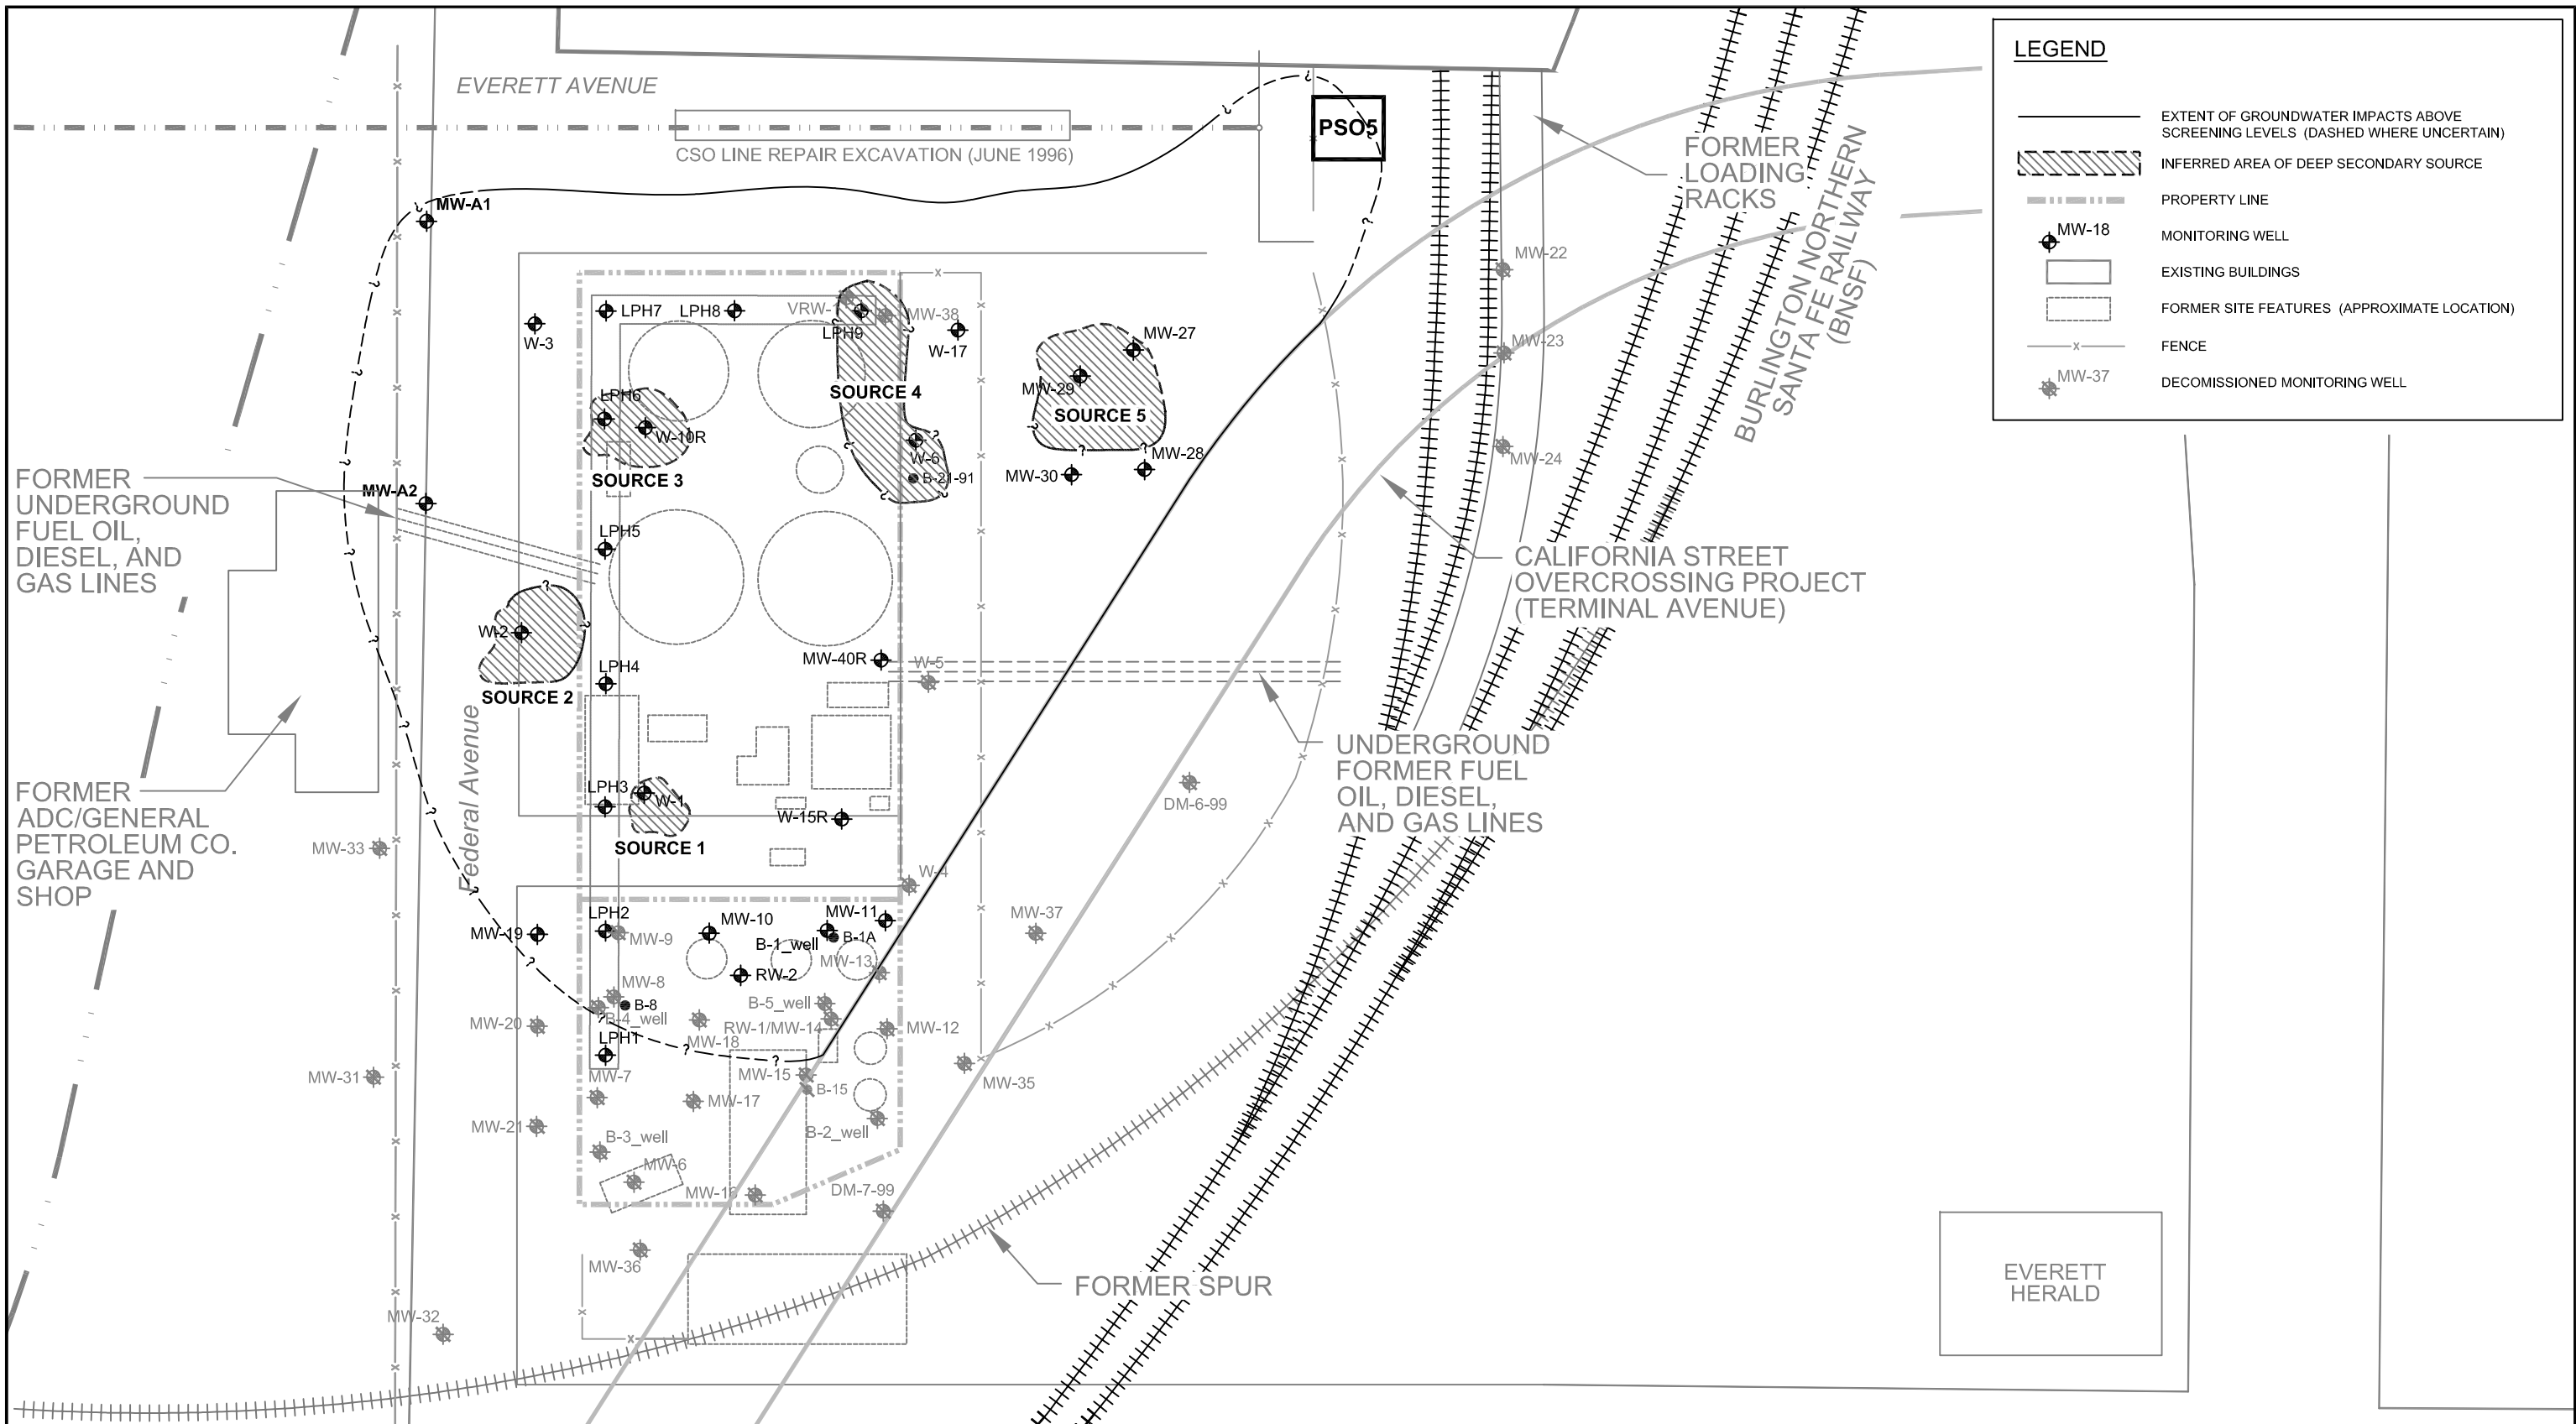 LEGEND
EXTENT OF GROUNDWATER IMPACTS ABOVE
SCREENING LEVELS (DASHED WHERE UNCERTAIN)
INFERRED AREA OF DEEP SECONDARY SOURCE
PROPERTY LINE
MW-18
MONITORING WELL
EXISTING BUILDINGS
FORMER SITE FEATURES (APPROXIMATE LOCATION)
FENCE
MW-37
DECOMISSIONED MONITORING WELL
EVERETT AVENUE
CSO LINE REPAIR EXCAVATION (JUNE 1996)
PSO5
FORMER
LOADING
RACKS
BURLINGTON NORTHERN
SANTA FE RAILWAY
(BNSF)
MW-A1
MW-22
W-3
LPH7
LPH8
VRW-1
LPH9
MW-38
W-17
MW-27
MW-23
MW-29
SOURCE 4
SOURCE 5
LPH6
W-10R
SOURCE 3
W-6
B-21-91
MW-30
MW-28
MW-24
FORMER
UNDERGROUND
FUEL OIL,
DIESEL, AND
GAS LINES
MW-A2
LPH5
CALIFORNIA STREET
OVERCROSSING PROJECT
(TERMINAL AVENUE)
W-2
SOURCE 2
LPH4
MW-40R
W-5
Federal Avenue
UNDERGROUND
FORMER FUEL
OIL, DIESEL,
AND GAS LINES
FORMER
ADC/GENERAL
PETROLEUM CO.
GARAGE AND
SHOP
LPH3
W-1
SOURCE 1
W-15R
DM-6-99
MW-33
W-4
LPH2
MW-9
MW-10
MW-11
B-1_well
B-1A
MW-37
MW-19
RW-2
MW-13
MW-8
B-8
B-4_well
B-5_well
RW-1/MW-14
MW-12
MW-20
MW-18
LPH1
MW-31
MW-7
MW-15
B-15
MW-35
MW-17
MW-21
B-3_well
B-2_well
MW-6
MW-16
DM-7-99
MW-36
FORMER SPUR
MW-32
EVERETT
HERALD